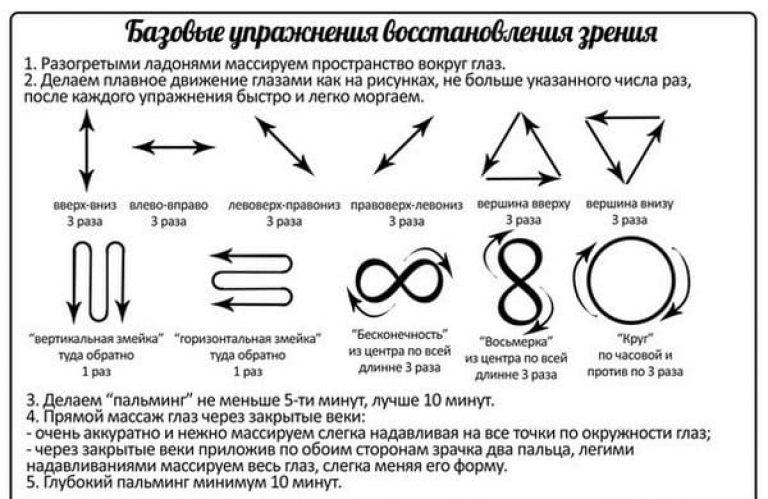 Базовые упражнения восстановления зрения
1. Разогретыми ладонями массируем пространство вокруг глаз.
2. Делаем плавное движение глазами как на рисунках, не больше указанного числа раз,
после каждого упражнения быстро и легко моргаем.
вверх-вниз
3 раза
влево-вправо
3 раза
левоверх-правониз
3 раза
правоверх-левониз
3 раза
вершина вверху
3 раза
вершина внизу
3 раза
"вертикальная змейка"
туда обратно
1 раз
"горизонтальная змейка"
туда обратно
1 раз
"Бесконечность"
из центра по всей
длинне 3 раза
"Восьмерка"
из центра по всей
длинне 3 раза
"Круг"
по часовой и
против по 3 раза
3. Делаем "пальминг" не меньше 5-ти минут, лучше 10 минут.
4. Прямой массаж глаз через закрытые веки:
- очень аккуратно и нежно массируем слегка надавливая на все точки по окружности глаз;
- через закрытые веки приложив по обоим сторонам зрачка два пальца, легими
надавливаниями массируем весь глаз, слегка меняя его форму.
5. Глубокий пальминг минимум 10 минут.